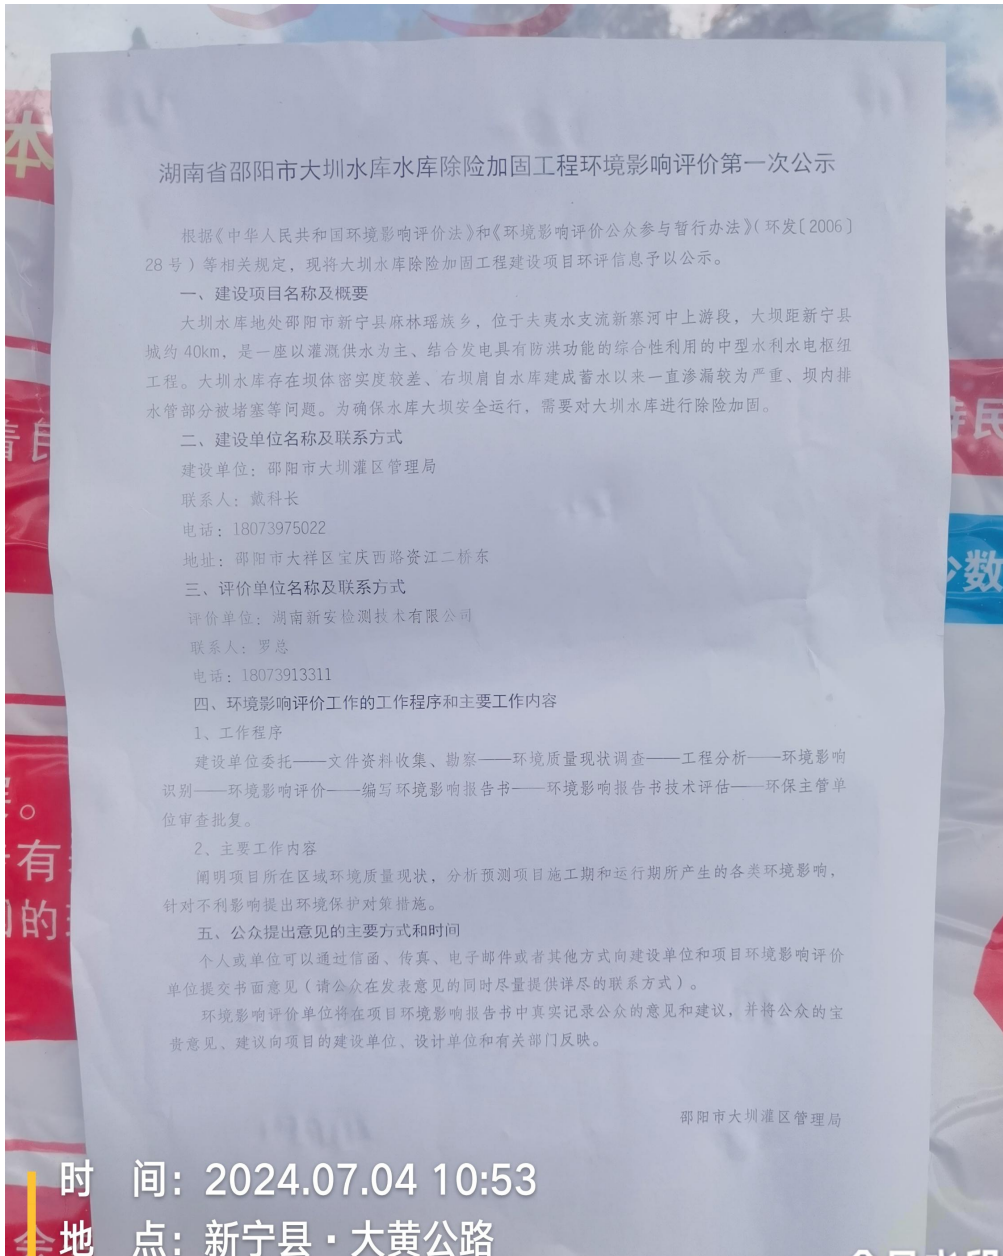 湖南省邵阳市大圳水库水库除险加固工程环境影响评价第一次公示
根据《中华人民共和国环境影响评价法》和《环境影响评价公众参与暂行办法》（环发〔2006〕
28号）等相关规定，现将大圳水库除险加固工程建设项目环评信息予以公示。
一、建设项目名称及概要
大圳水库地处邵阳市新宁县麻林瑶族乡，位于夫夷水支流新寨河中上游段，大坝距新宁县
城约40km，是一座以灌溉供水为主、结合发电具有防洪功能的综合性利用的中型水利水电枢纽
工程。大圳水库存在坝体密实度较差、右坝肩自水库建成蓄水以来一直渗漏较为严重、坝内排
水管部分被堵塞等问题。为确保水库大坝安全运行，需要对大圳水库进行除险加固。
二、建设单位名称及联系方式
建设单位：邵阳市大圳灌区管理局
联系人：戴科长
电话：18073975022
地址：邵阳市大祥区宝庆西路资江二桥东
三、评价单位名称及联系方式
评价单位：湖南新安检测技术有限公司
联系人：罗总
电话：18073913311
四、环境影响评价工作的工作程序和主要工作内容
1、工作程序
建设单位委托——文件资料收集、勘察——环境质量现状调查——工程分析——环境影响
识别——环境影响评价——编写环境影响报告书——环境影响报告书技术评估——环保主管单
位审查批复。
2、主要工作内容
阐明项目所在区域环境质量现状，分析预测项目施工期和运行期所产生的各类环境影响，
针对不利影响提出环境保护对策措施。
五、公众提出意见的主要方式和时间
个人或单位可以通过信函、传真、电子邮件或者其他方式向建设单位和项目环境影响评价
单位提交书面意见（请公众在发表意见的同时尽量提供详尽的联系方式）。
环境影响评价单位将在项目环境影响报告书中真实记录公众的意见和建议，并将公众的宝
贵意见、建议向项目的建设单位、设计单位和有关部门反映。
邵阳市大圳灌区管理局
本
民
数
有
的
时 间：2024.07.04 10:53
地 点：新宁县·大黄公路